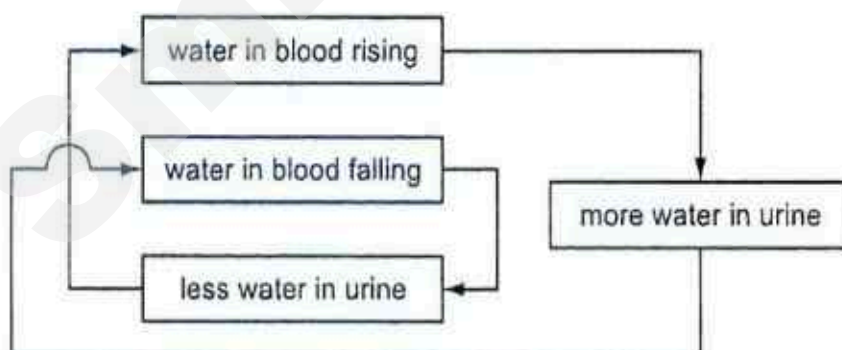 water in blood rising
water in blood falling
more water in urine
less water in urine